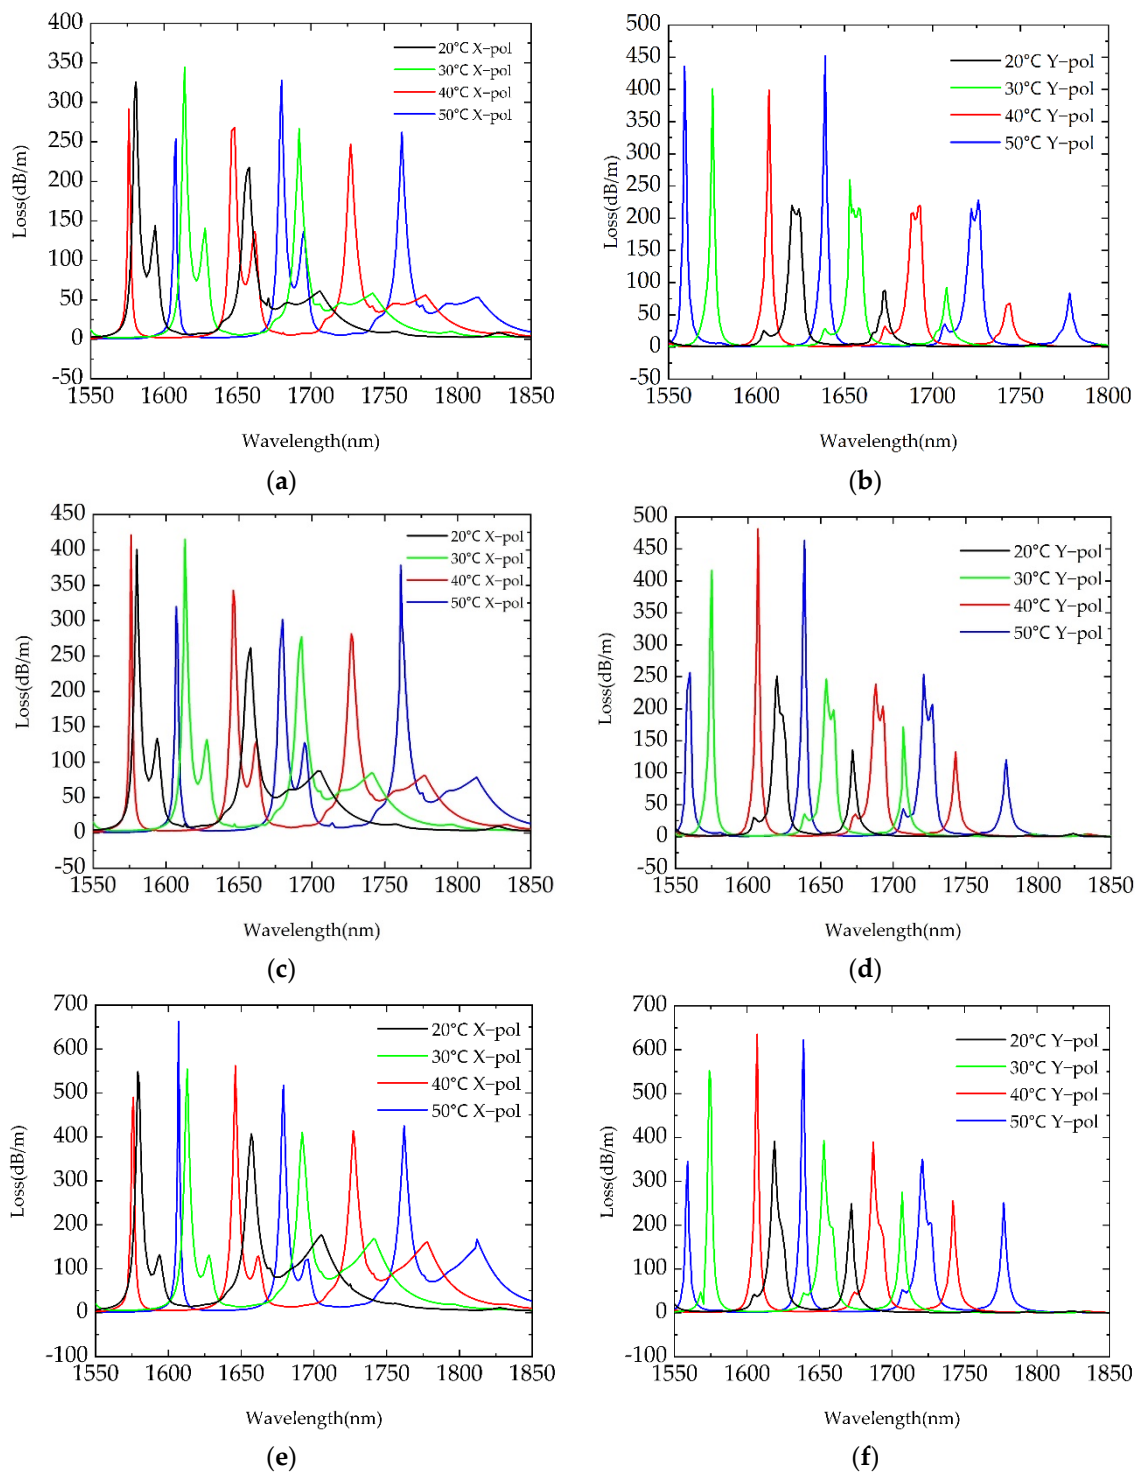 400
350
300
250
200
150
100
50
0
-50
1550 1600 1650 1700 1750 1800 1850
Loss(dB/m)
Wavelength(nm)
20°C X−pol
30°C X−pol
40°C X−pol
50°C X−pol
(a)
500
450
400
350
300
250
200
150
100
50
0
-50
1550 1600 1650 1700 1750 1800
Loss(dB/m)
Wavelength(nm)
20°C Y−pol
30°C Y−pol
40°C Y−pol
50°C Y−pol
(b)
450
400
350
300
250
200
150
100
50
0
-50
1550 1600 1650 1700 1750 1800 1850
Loss(dB/m)
Wavelength(nm)
20°C X−pol
30°C X−pol
40°C X−pol
50°C X−pol
(c)
500
450
400
350
300
250
200
150
100
50
0
-50
1550 1600 1650 1700 1750 1800 1850
Loss(dB/m)
Wavelength(nm)
20°C Y−pol
30°C Y−pol
40°C Y−pol
50°C Y−pol
(d)
700
600
500
400
300
200
100
0
-100
1550 1600 1650 1700 1750 1800 1850
Loss(dB/m)
Wavelength(nm)
20°C X−pol
30°C X−pol
40°C X−pol
50°C X−pol
(e)
700
600
500
400
300
200
100
0
-100
1550 1600 1650 1700 1750 1800 1850
Loss(dB/m)
Wavelength(nm)
20°C Y−pol
30°C Y−pol
40°C Y−pol
50°C Y−pol
(f)